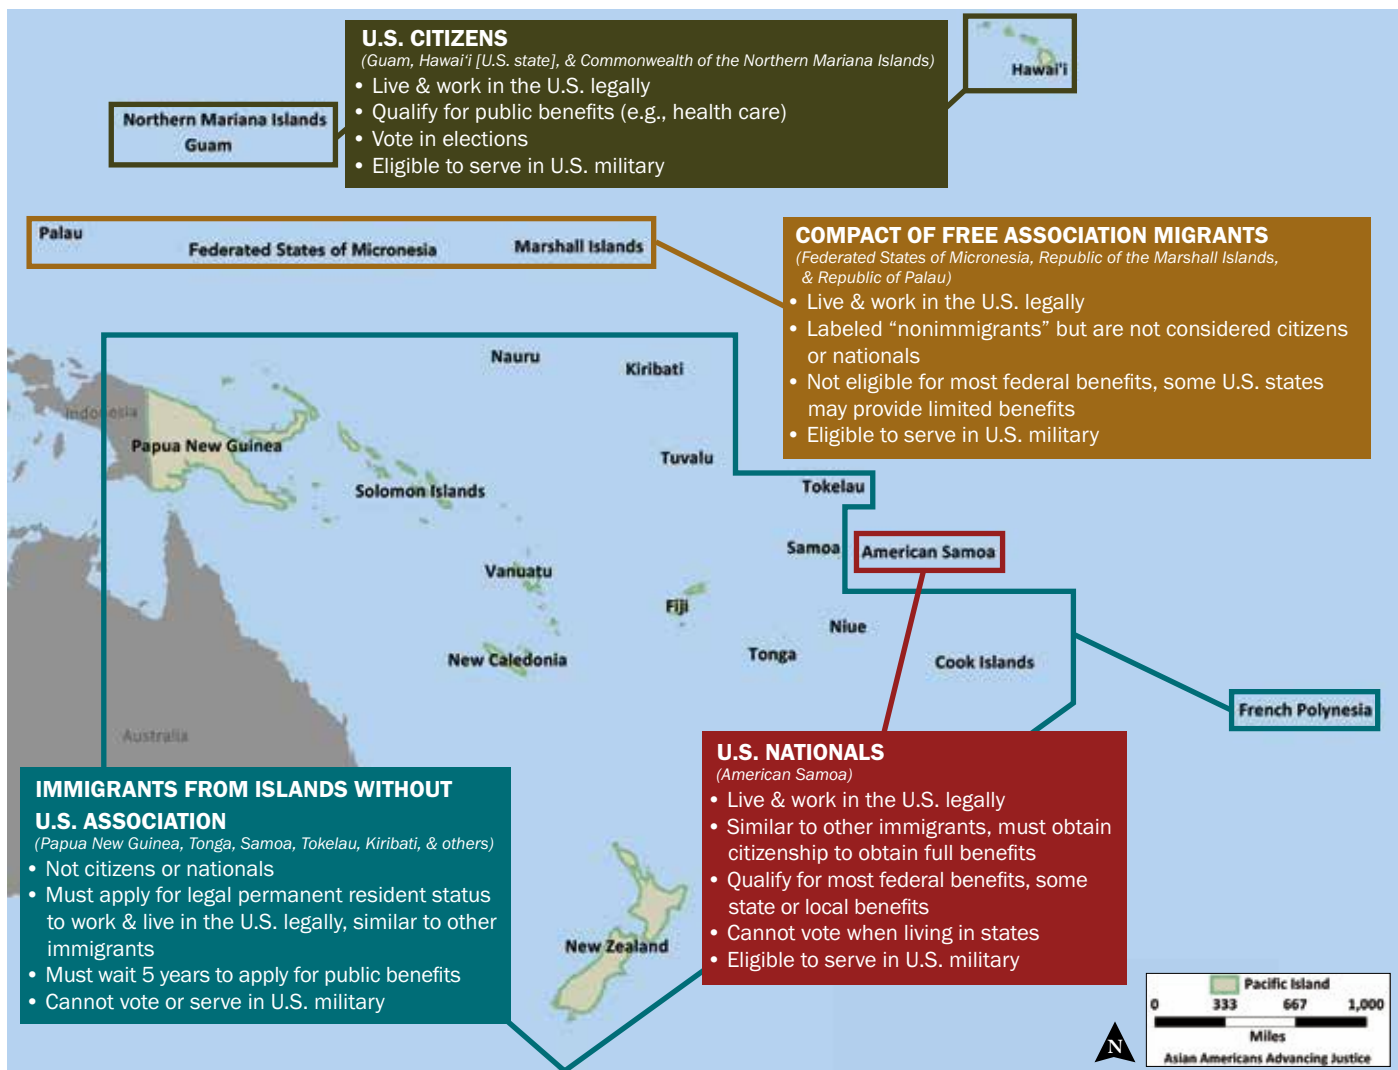 U.S. CITIZENS
(Guam, Hawai‘i [U.S. state], & Commonwealth of the Northern Mariana Islands)
• Live & work in the U.S. legally
• Qualify for public benefits (e.g., health care)
• Vote in elections
• Eligible to serve in U.S. military
Hawai'i
Northern Mariana Islands
Guam
Palau
Federated States of Micronesia
Marshall Islands
COMPACT OF FREE ASSOCIATION MIGRANTS
(Federated States of Micronesia, Republic of the Marshall Islands,
& Republic of Palau)
• Live & work in the U.S. legally
• Labeled “nonimmigrants” but are not considered citizens
or nationals
• Not eligible for most federal benefits, some U.S. states
may provide limited benefits
• Eligible to serve in U.S. military
Nauru
Kiribati
Indonesia
Papua New Guinea
Tuvalu
Solomon Islands
Tokelau
Samoa
American Samoa
Vanuatu
Fiji
Niue
New Caledonia
Tonga
Cook Islands
French Polynesia
Australia
IMMIGRANTS FROM ISLANDS WITHOUT
U.S. ASSOCIATION
(Papua New Guinea, Tonga, Samoa, Tokelau, Kiribati, & others)
• Not citizens or nationals
• Must apply for legal permanent resident status
to work & live in the U.S. legally, similar to other
immigrants
• Must wait 5 years to apply for public benefits
• Cannot vote or serve in U.S. military
U.S. NATIONALS
(American Samoa)
• Live & work in the U.S. legally
• Similar to other immigrants, must obtain
citizenship to obtain full benefits
• Qualify for most federal benefits, some
state or local benefits
• Cannot vote when living in states
• Eligible to serve in U.S. military
New Zealand
N
Pacific Island
0 333 667 1,000
Miles
Asian Americans Advancing Justice